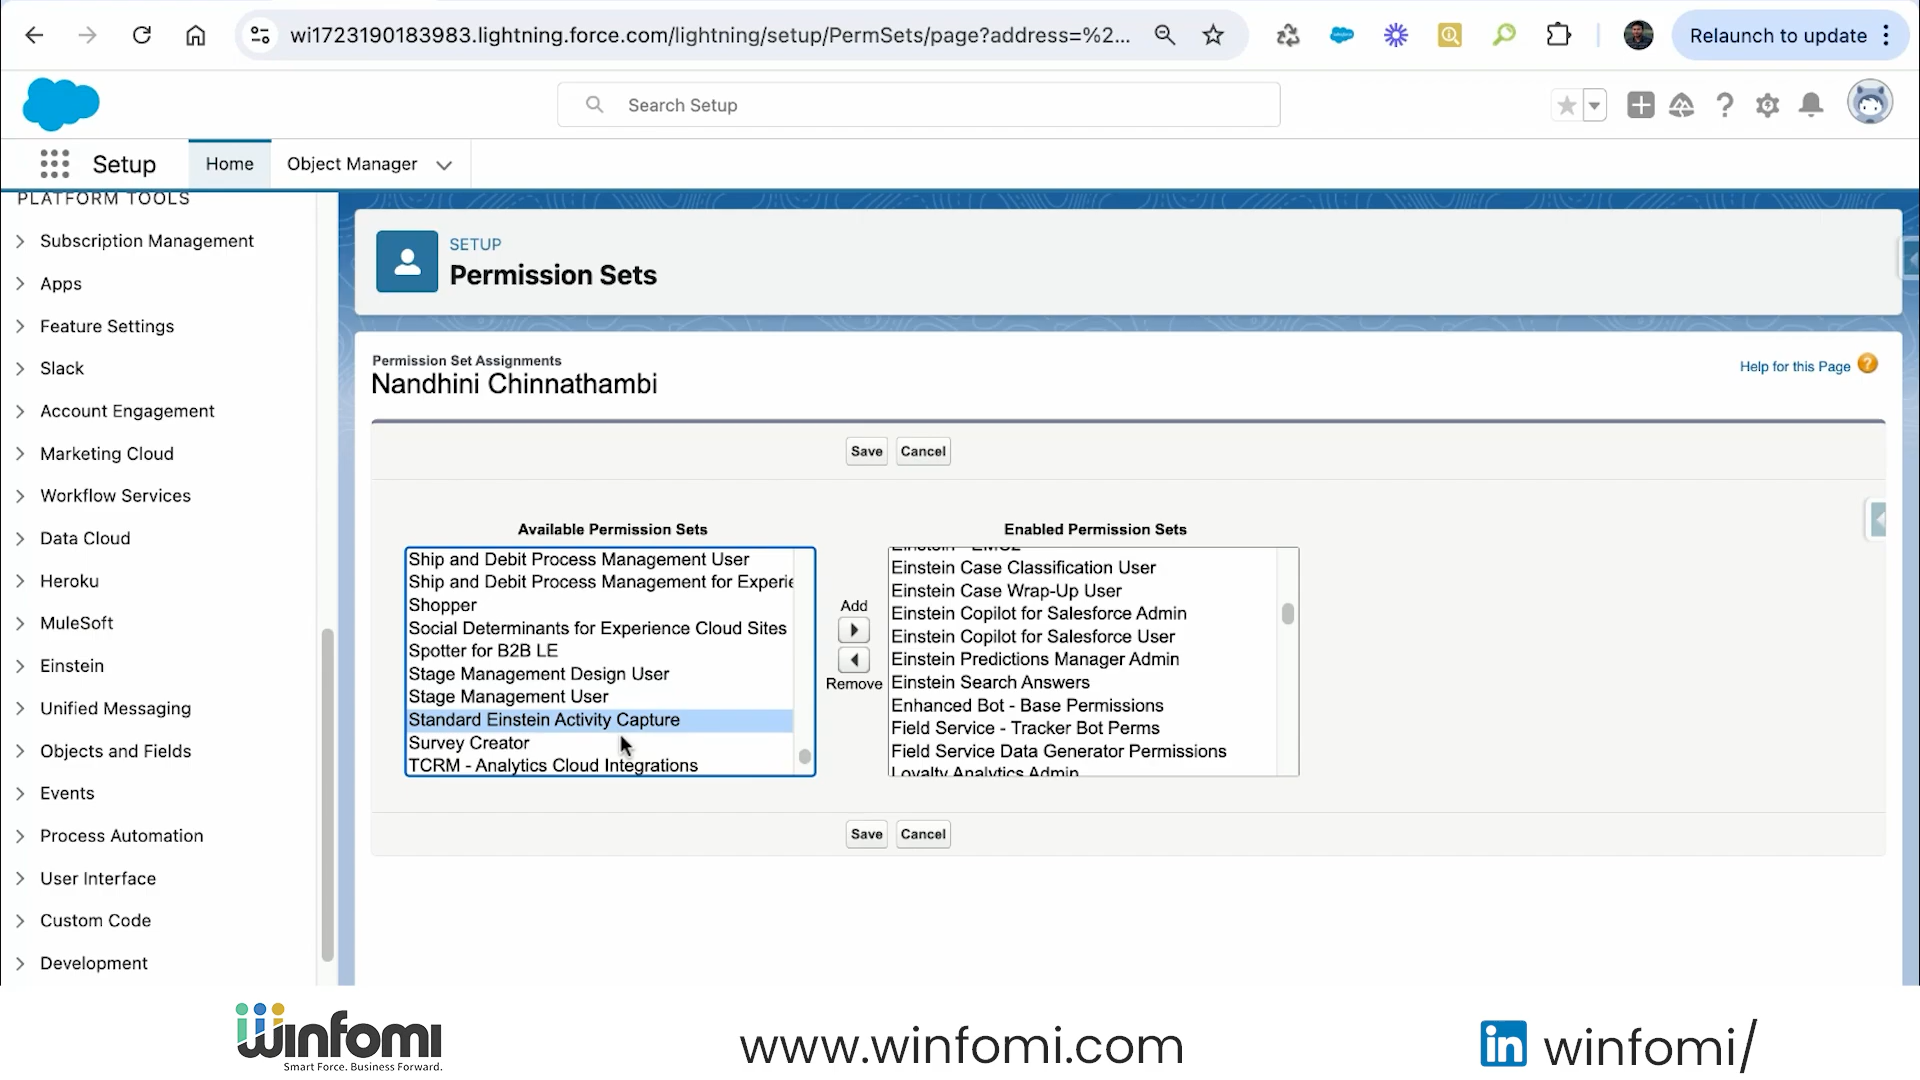 wi1723190183983.lightning.force.com/lightning/setup/PermSets/page?address=%2...
Relaunch to update
Search Setup
Setup
Home
Object Manager
PLATFORM TOOLS
Subscription Management
Apps
Feature Settings
Slack
Account Engagement
Marketing Cloud
Workflow Services
Data Cloud
Heroku
MuleSoft
Einstein
Unified Messaging
Objects and Fields
Events
Process Automation
User Interface
Custom Code
Development
SETUP
Permission Sets
Permission Set Assignments
Nandhini Chinnathambi
Help for this Page
Save
Cancel
Available Permission Sets
Ship and Debit Process Management User
Ship and Debit Process Management for Experie
Shopper
Social Determinants for Experience Cloud Sites
Spotter for B2B LE
Stage Management Design User
Stage Management User
Standard Einstein Activity Capture
Survey Creator
TCRM - Analytics Cloud Integrations
Add
Remove
Enabled Permission Sets
Einstein - EMC2
Einstein Case Classification User
Einstein Case Wrap-Up User
Einstein Copilot for Salesforce Admin
Einstein Copilot for Salesforce User
Einstein Predictions Manager Admin
Einstein Search Answers
Enhanced Bot - Base Permissions
Field Service - Tracker Bot Perms
Field Service Data Generator Permissions
Loyalty Analytics Admin
Save
Cancel
winfomi
Smart Force. Business Forward.
www.winfomi.com
in winfomi/